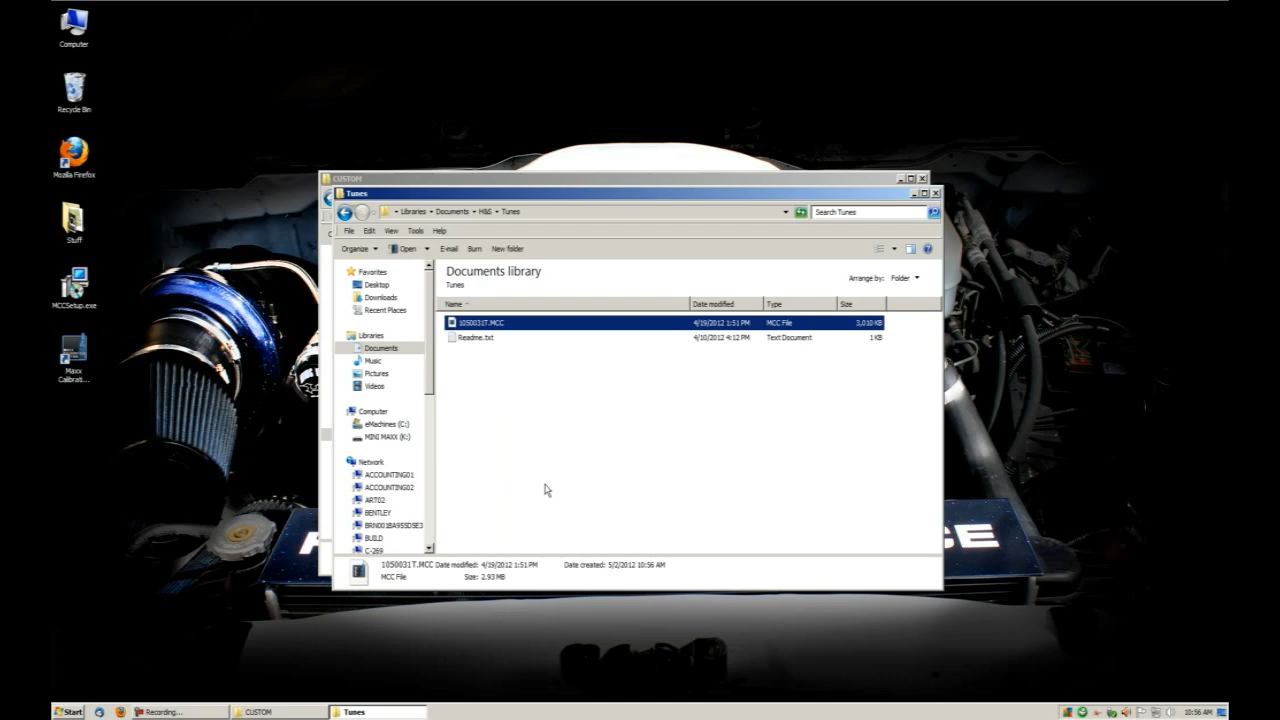 Computer
Recycle Bin
Mozilla Firefox
Stuff
MCCSetup.exe
Maxx
Calibrati...
CUSTOM
Tunes
Libraries Documents H&S Tunes
Search Tunes
File Edit View Tools Help
Organize Open E-mail Burn New folder
Documents library
Tunes
Arrange by: Folder
Name Date modified Type Size
1050031T.MCC 4/19/2012 1:51 PM MCC File 3,010 KB
Readme.txt 4/10/2012 4:12 PM Text Document 1 KB
Favorites
Desktop
Downloads
Recent Places
Libraries
Documents
Music
Pictures
Videos
Computer
eMachines (C:)
MINI MAXX (K:)
Network
ACCOUNTING01
ACCOUNTING02
ART02
BENTLEY
BRN001BA95SD5E3
BUILD
C-269
1050031T.MCC Date modified: 4/19/2012 1:51 PM Date created: 5/2/2012 10:56 AM
MCC File Size: 2.93 MB
CE
Start Recording... CUSTOM Tunes 10:56 AM